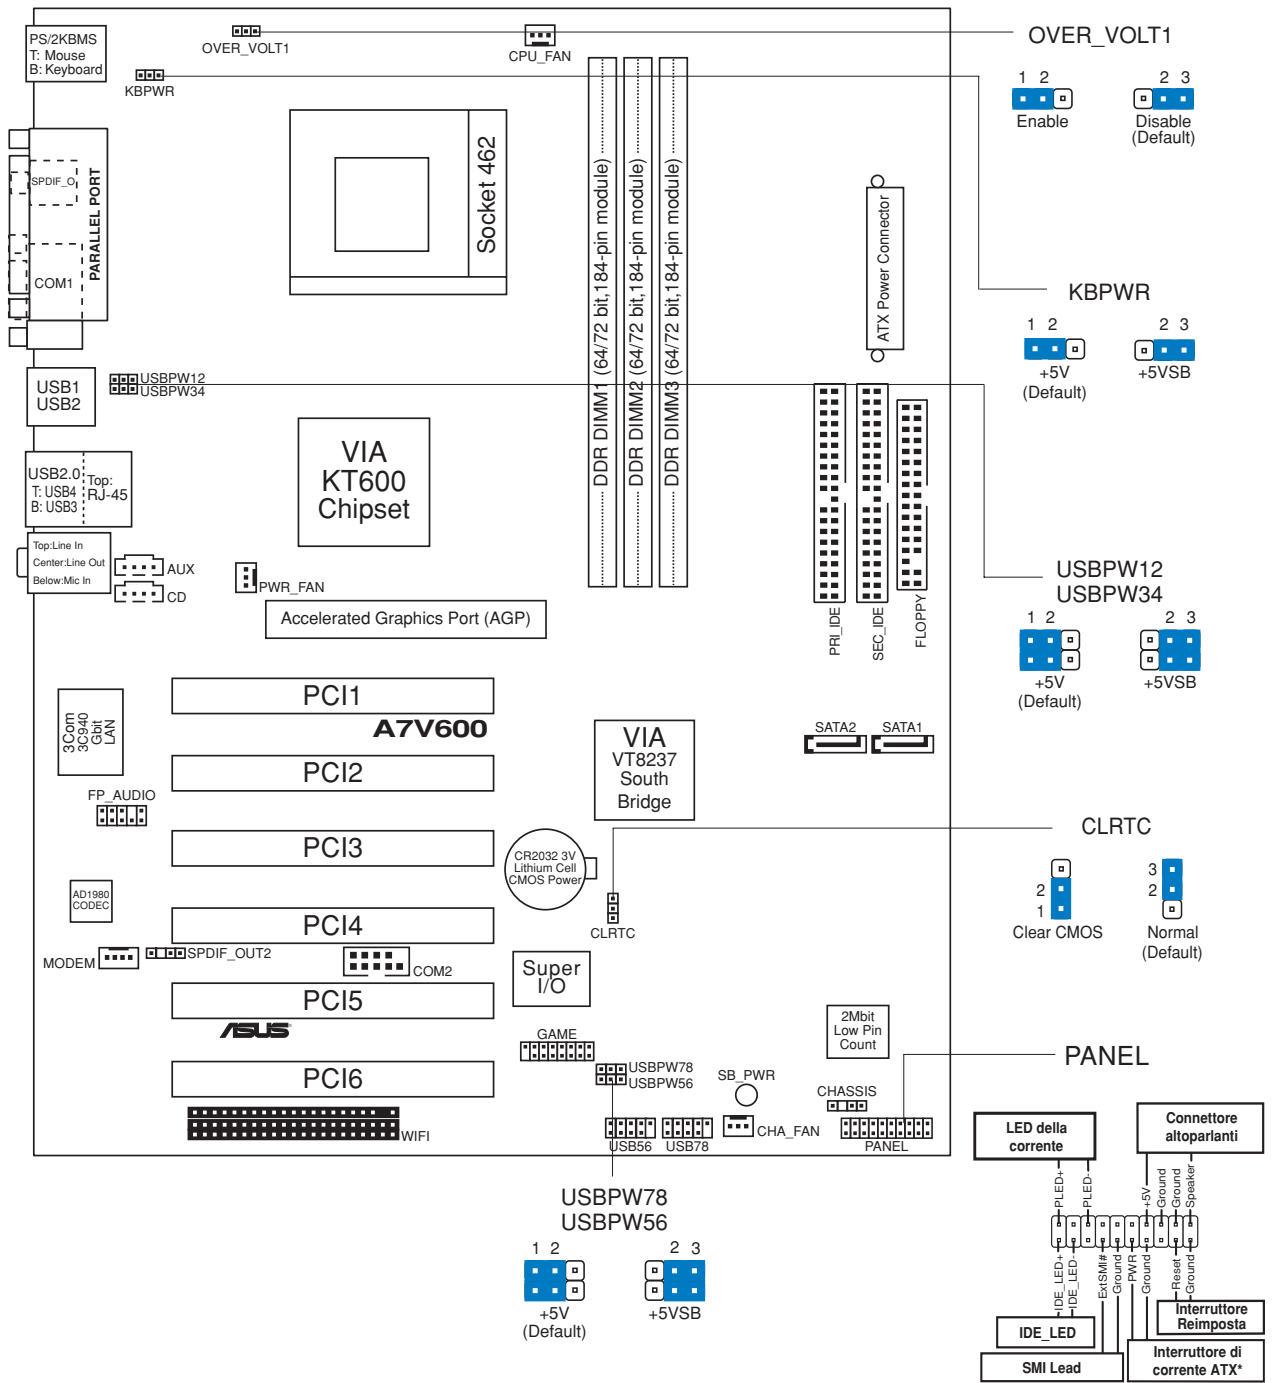 PS/2KBMS
T: Mouse
B: Keyboard
OVER_VOLT1
CPU_FAN
KBPWR
OVER_VOLT1
1 2
Enable
2 3
Disable
(Default)
SPDIF_O
PARALLEL PORT
COM1
Socket 462
DDR DIMM1 (64/72 bit,184-pin module)
DDR DIMM2 (64/72 bit,184-pin module)
DDR DIMM3 (64/72 bit,184-pin module)
ATX Power Connector
KBPWR
1 2
+5V
(Default)
2 3
+5VSB
USB1
USB2
USBPW12
USBPW34
VIA
KT600
Chipset
USB2.0
T: USB4
B: USB3
Top:
RJ-45
Top:Line In
Center:Line Out
Below:Mic In
AUX
CD
PWR_FAN
Accelerated Graphics Port (AGP)
PRI_IDE
SEC_IDE
FLOPPY
USBPW12
USBPW34
1 2
+5V
(Default)
2 3
+5VSB
3Com
3C940
Gbit
LAN
PCI1
A7V600
VIA
VT8237
South
Bridge
SATA2
SATA1
PCI2
FP_AUDIO
PCI3
CR2032 3V
Lithium Cell
CMOS Power
CLRTC
CLRTC
2
1
Clear CMOS
3
2
Normal
(Default)
AD1980
CODEC
PCI4
MODEM
SPDIF_OUT2
COM2
Super
I/O
PCI5
ASUS
2Mbit
Low Pin
Count
GAME
PCI6
USBPW78
USBPW56
SB_PWR
CHASSIS
PANEL
WIFI
USB56
USB78
CHA_FAN
PANEL
LED della
corrente
Connettore
altoparlanti
PLED+
PLED-
+5V
Ground
Ground
Speaker
IDE_LED+
IDE_LED-
ExtSMI#
Ground
PWR
Ground
Reset
Ground
IDE_LED
SMI Lead
Interruttore
Reimposta
Interruttore di
corrente ATX*
USBPW78
USBPW56
1 2
+5V
(Default)
2 3
+5VSB